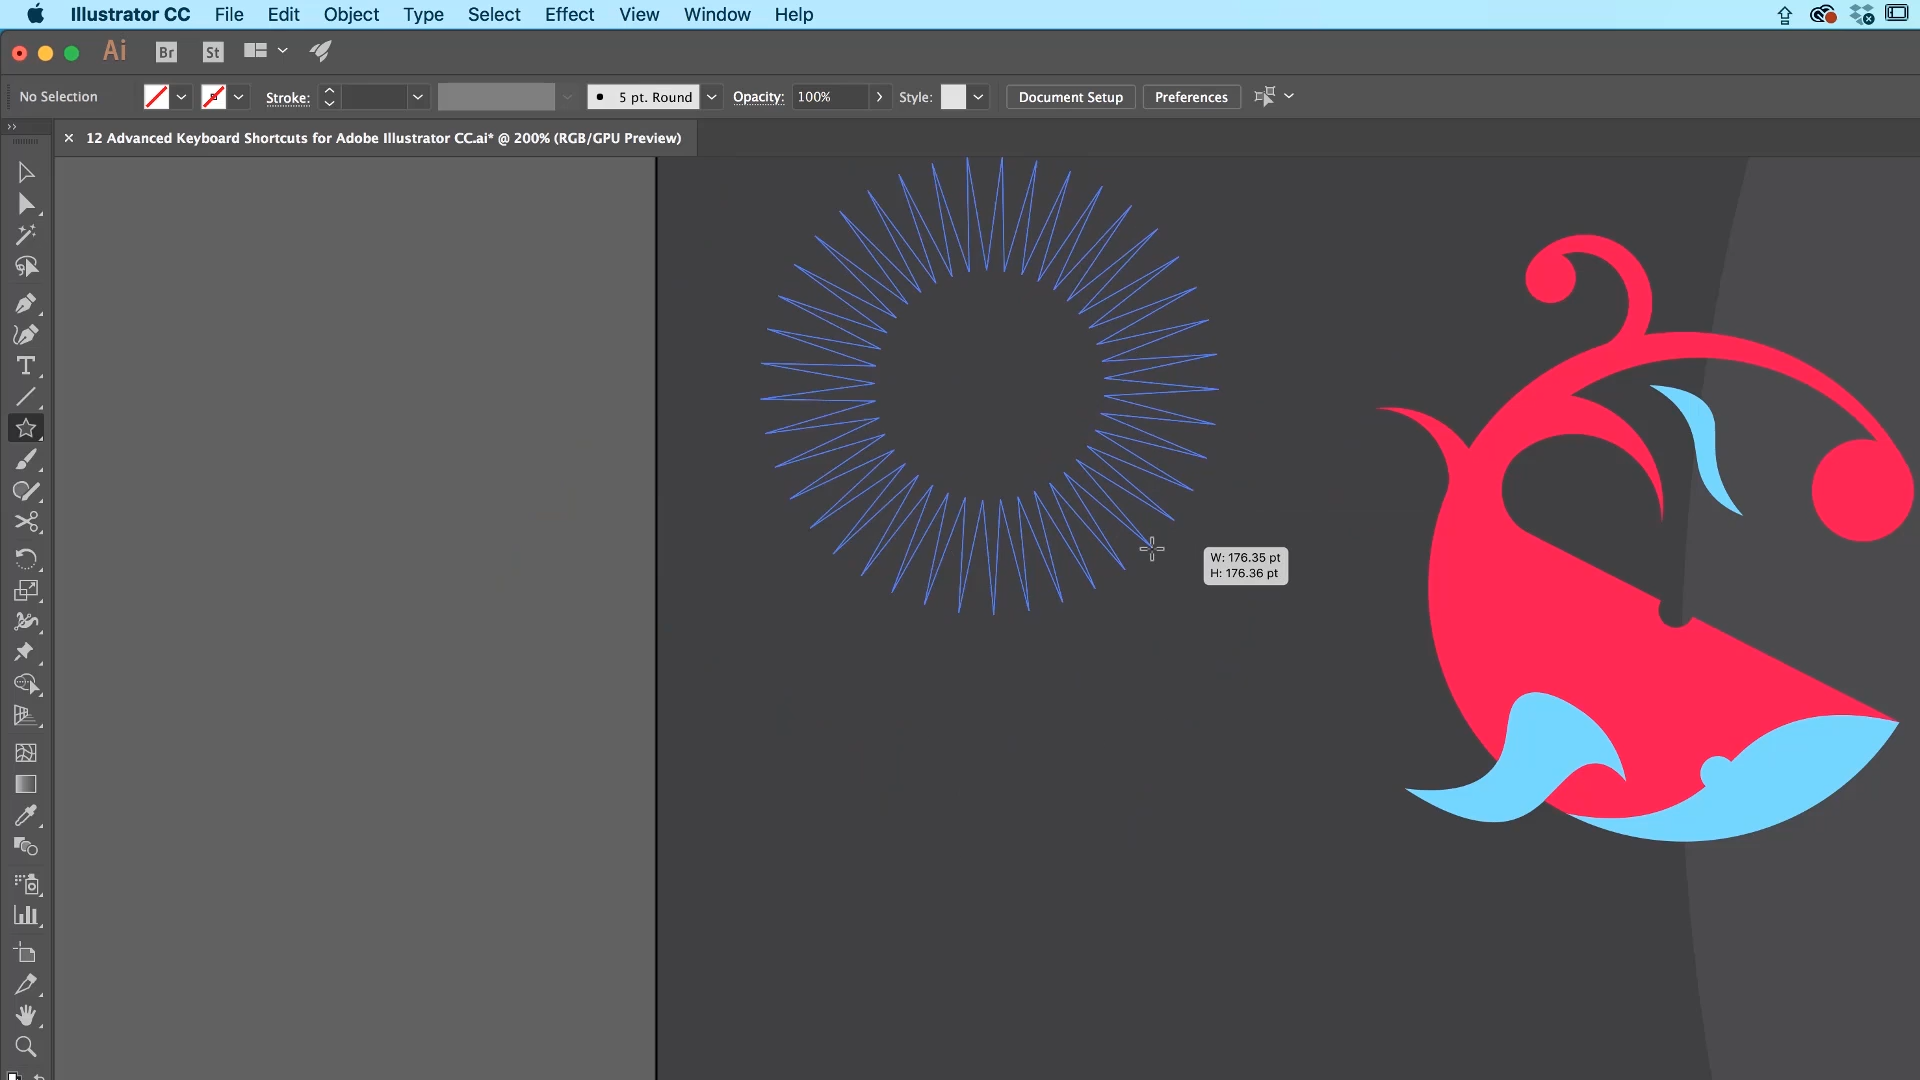 Illustrator CC File Edit Object Type Select Effect View Window Help
Ai Br St
No Selection Stroke: 5 pt. Round Opacity: 100% Style: Document Setup Preferences
12 Advanced Keyboard Shortcuts for Adobe Illustrator CC.ai* @ 200% (RGB/GPU Preview)
W: 176.35 pt
H: 176.36 pt